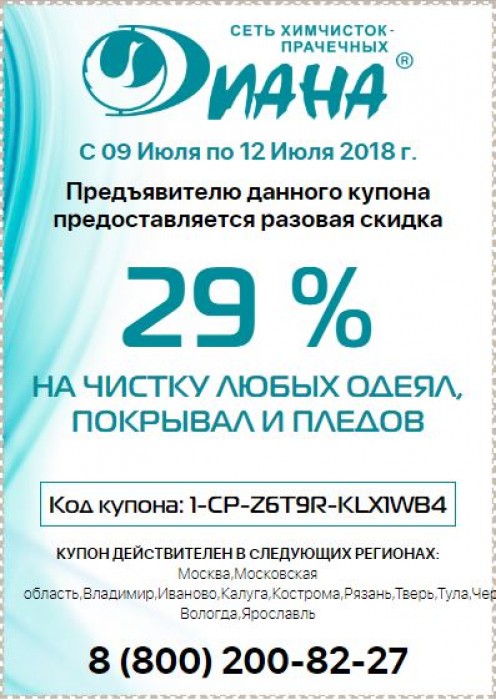 СЕТЬ ХИМЧИСТОК-
ПРАЧЕЧНЫХ
Диана®
С 09 Июля по 12 Июля 2018 г.
Предъявителю данного купона
предоставляется разовая скидка
29 %
НА ЧИСТКУ ЛЮБЫХ ОДЕЯЛ,
ПОКРЫВАЛ И ПЛЕДОВ
Код купона: 1-CP-Z6T9R-KLX1WB4
КУПОН ДЕЙСТВИТЕЛЕН В СЛЕДУЮЩИХ РЕГИОНАХ:
Москва,Московская
область,Владимир,Иваново,Калуга,Кострома,Рязань,Тверь,Тула,Чер
Вологда,Ярославль
8 (800) 200-82-27